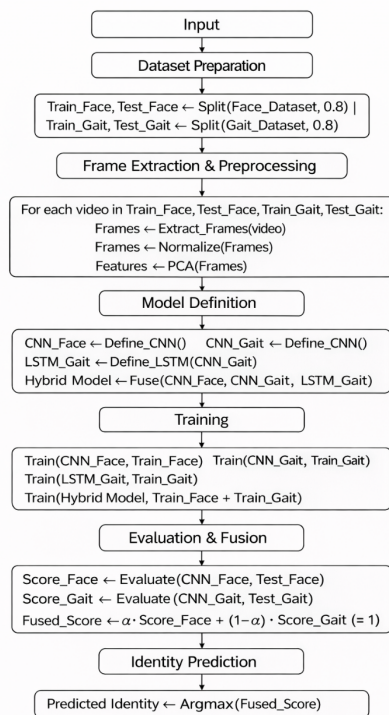 Input
Dataset Preparation
Train_Face, Test_Face ← Split(Face_Dataset, 0.8) |
Train_Gait, Test_Gait ← Split(Gait_Dataset, 0.8)
Frame Extraction & Preprocessing
For each video in Train_Face, Test_Face, Train_Gait, Test_Gait:
Frames ← Extract_Frames(video)
Frames ← Normalize(Frames)
Features ← PCA(Frames)
Model Definition
CNN_Face ← Define_CNN() CNN_Gait ← Define_CNN()
LSTM_Gait ← Define_LSTM(CNN_Gait)
Hybrid Model ← Fuse(CNN_Face, CNN_Gait, LSTM_Gait)
Training
Train(CNN_Face, Train_Face) Train(CNN_Gait, Train_Gait)
Train(LSTM_Gait, Train_Gait)
Train(Hybrid Model, Train_Face + Train_Gait)
Evaluation & Fusion
Score_Face ← Evaluate(CNN_Face, Test_Face)
Score_Gait ← Evaluate (CNN_Gait, Test_Gait)
Fused_Score ← α · Score_Face + (1–α) · Score_Gait (= 1)
Identity Prediction
Predicted Identity ← Argmax(Fused_Score)